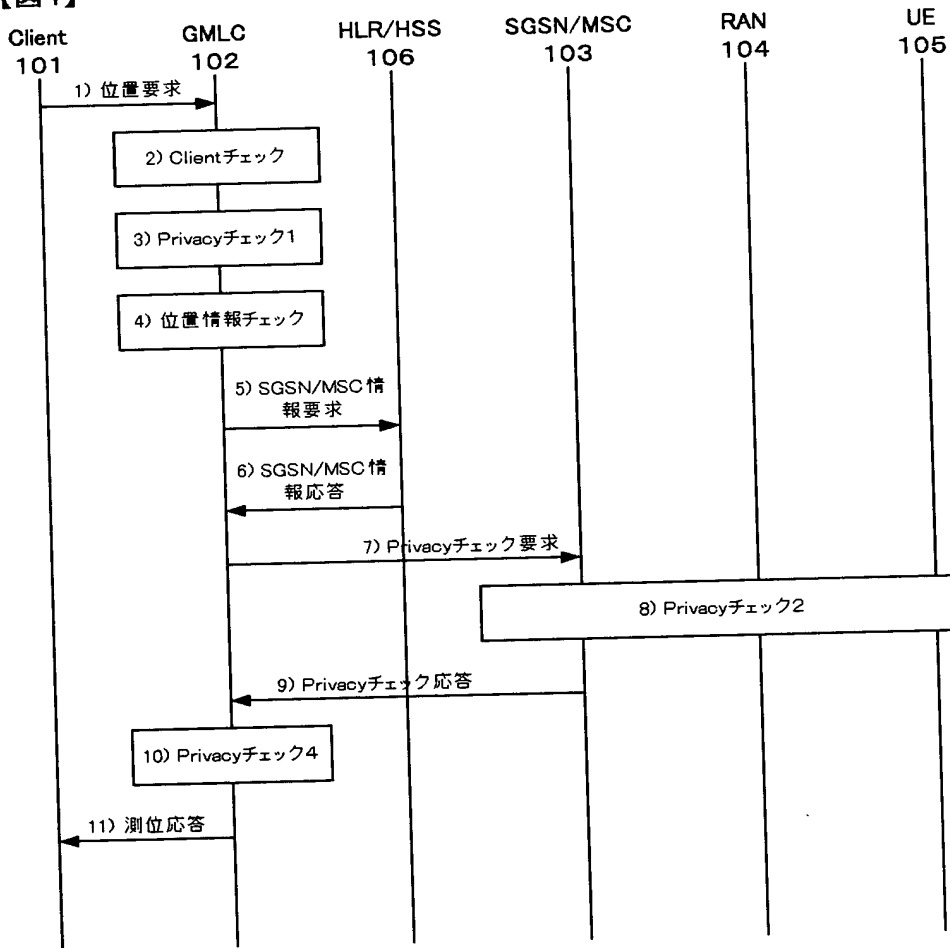 【図4】
Client
101
GMLC
102
HLR/HSS
106
SGSN/MSC
103
RAN
104
UE
105
1) 位置要求
2) Clientチェック
3) Privacyチェック1
4) 位置情報チェック
5) SGSN/MSC情
報要求
6) SGSN/MSC情
報応答
7) Privacyチェック要求
8) Privacyチェック2
9) Privacyチェック応答
10) Privacyチェック4
11) 測位応答